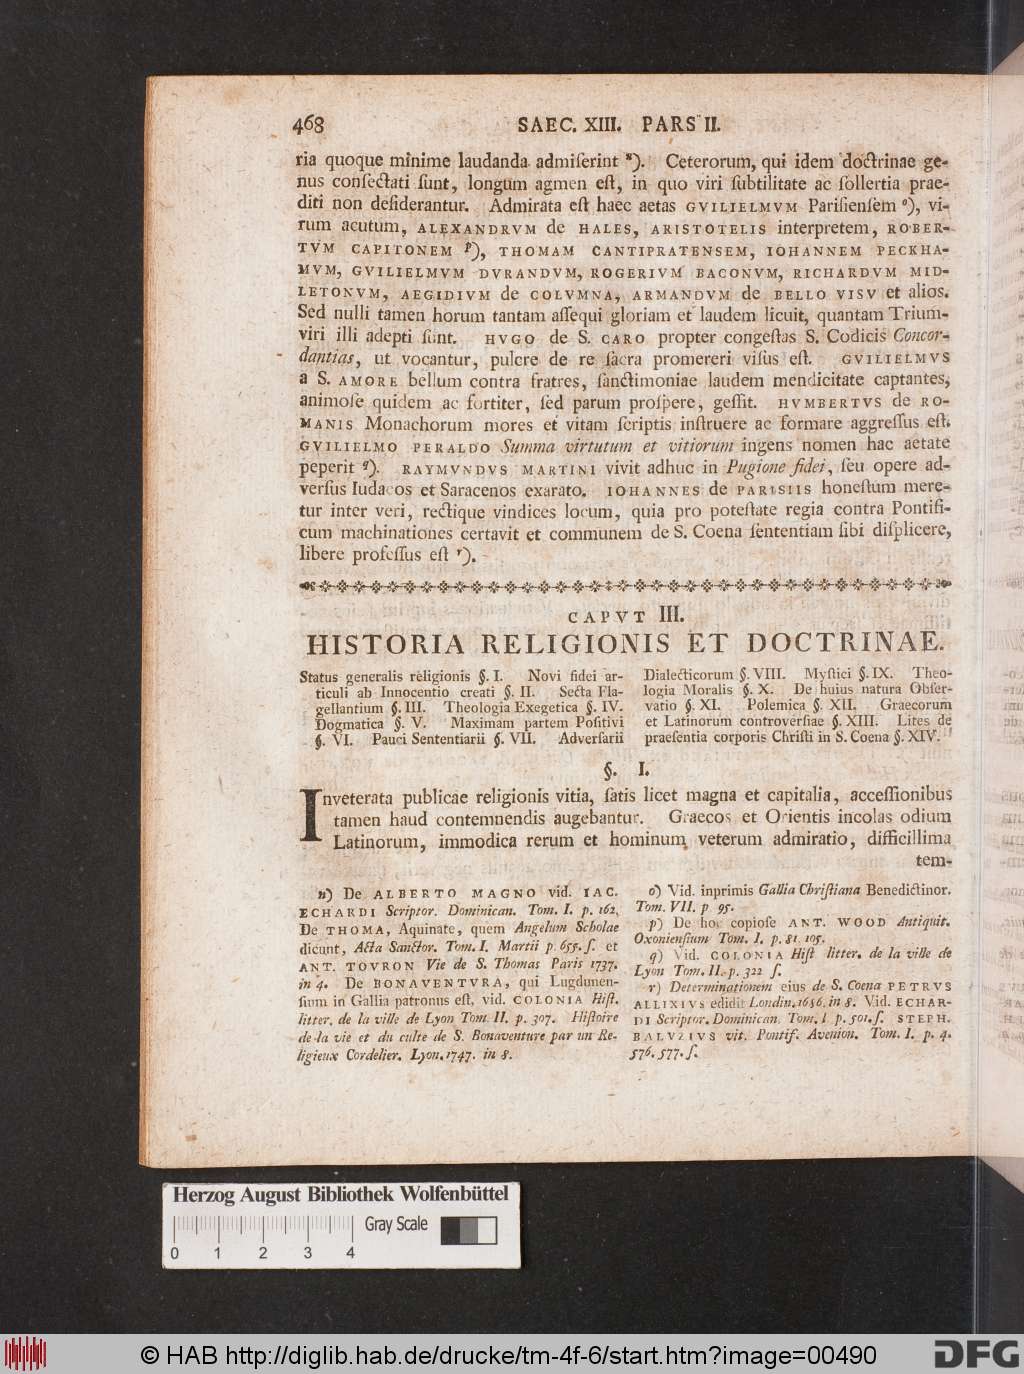 468 SAEC. XIII. PARS II.
ria quoque minime laudanda admiſerint ⁿ). Ceterorum, qui idem doctrinae ge-
nus conſectati ſunt, longum agmen eſt, in quo viri ſubtilitate ac ſollertia prae-
diti non deſiderantur. Admirata eſt haec aetas GVILIELMVM Pariſienſem ᵒ), vi-
rum acutum, ALEXANDRVM de HALES, ARISTOTELIS interpretem, ROBER-
TVM CAPITONEM ᵖ), THOMAM CANTIPRATENSEM, IOHANNEM PECKHA-
MVM, GVILIELMVM DVRANDVM, ROGERIVM BACONVM, RICHARDVM MID-
LETONVM, AEGIDIVM de COLVMNA, ARMANDVM de BELLO VISV et alios.
Sed nulli tamen horum tantam aſſequi gloriam et laudem licuit, quantam Trium-
viri illi adepti ſunt. HVGO de S. CARO propter congeſtas S. Codicis Concor-
dantias, ut vocantur, pulcre de re ſacra promereri viſus eſt. GVILIELMVS
a S. AMORE bellum contra fratres, ſanctimoniae laudem mendicitate captantes,
animoſe quidem ac fortiter, ſed parum proſpere, geſſit. HVMBERTVS de RO-
MANIS Monachorum mores et vitam ſcriptis inſtruere ac formare aggreſſus eſt.
GVILIELMO PERALDO Summa virtutum et vitiorum ingens nomen hac aetate
peperit q). RAYMVNDVS MARTINI vivit adhuc in Pugione fidei, ſeu opere ad-
verſus Iudaeos et Saracenos exarato. IOHANNES de PARISIIS honeſtum mere-
tur inter veri, rectique vindices locum, quia pro poteſtate regia contra Pontifi-
cum machinationes certavit et communem de S. Coena ſententiam ſibi diſplicere,
libere profeſſus eſt ʳ).
CAPVT III.
HISTORIA RELIGIONIS ET DOCTRINAE.
Status generalis religionis §. I. Novi fidei ar-
ticuli ab Innocentio creati §. II. Secta Fla-
gellantium §. III. Theologia Exegetica §. IV.
Dogmatica §. V. Maximam partem Poſitivi
§. VI. Pauci Sententiarii §. VII. Adverſarii
Dialecticorum §. VIII. Myſtici §. IX. Theo-
logia Moralis §. X. De huius natura Obſer-
vatio §. XI. Polemica §. XII. Graecorum
et Latinorum controverſiae §. XIII. Lites de
praeſentia corporis Chriſti in S. Coena §. XIV.
§. I.
Inveterata publicae religionis vitia, ſatis licet magna et capitalia, acceſſionibus
tamen haud contemnendis augebantur. Graecos et Orientis incolas odium
Latinorum, immodica rerum et hominum veterum admiratio, difficillima
tem-
n) De ALBERTO MAGNO vid. IAC.
ECHARDI Scriptor. Dominican. Tom. I. p. 162.
De THOMA, Aquinate, quem Angelum Scholae
dicunt, Acta Sanctor. Tom. I. Martii p. 655. ſ. et
ANT. TOVRON Vie de S. Thomas Paris 1737.
in 4. De BONAVENTVRA, qui Lugdunen-
ſium in Gallia patronus eſt, vid. COLONIA Hiſt.
litter. de la ville de Lyon Tom II. p. 307. Hiſtoire
de la vie et du culte de S. Bonaventure par un Re-
ligieux Cordelier. Lyon. 1747. in 8.
o) Vid. inprimis Gallia Chriſtiana Benedictinor.
Tom. VII. p 95.
p) De hoc copioſe ANT. WOOD Antiquit.
Oxonienſium Tom. I. p. 81. 105.
q) Vid. COLONIA Hiſt litter. de la ville de
Lyon Tom. II. p. 322 ſ.
r) Determinationem eius de S. Coena PETRVS
ALLIXIVS edidit Londin. 1686. in 8. Vid. ECHAR-
DI Scriptor. Dominican. Tom. I p. 501. ſ. STEPH.
BALVZIVS vit. Pontif. Avenion. Tom. I. p. 4.
576. 577. ſ.
Herzog August Bibliothek Wolfenbüttel
Gray Scale
0 1 2 3 4
© HAB http://diglib.hab.de/drucke/tm-4f-6/start.htm?image=00490
DFG